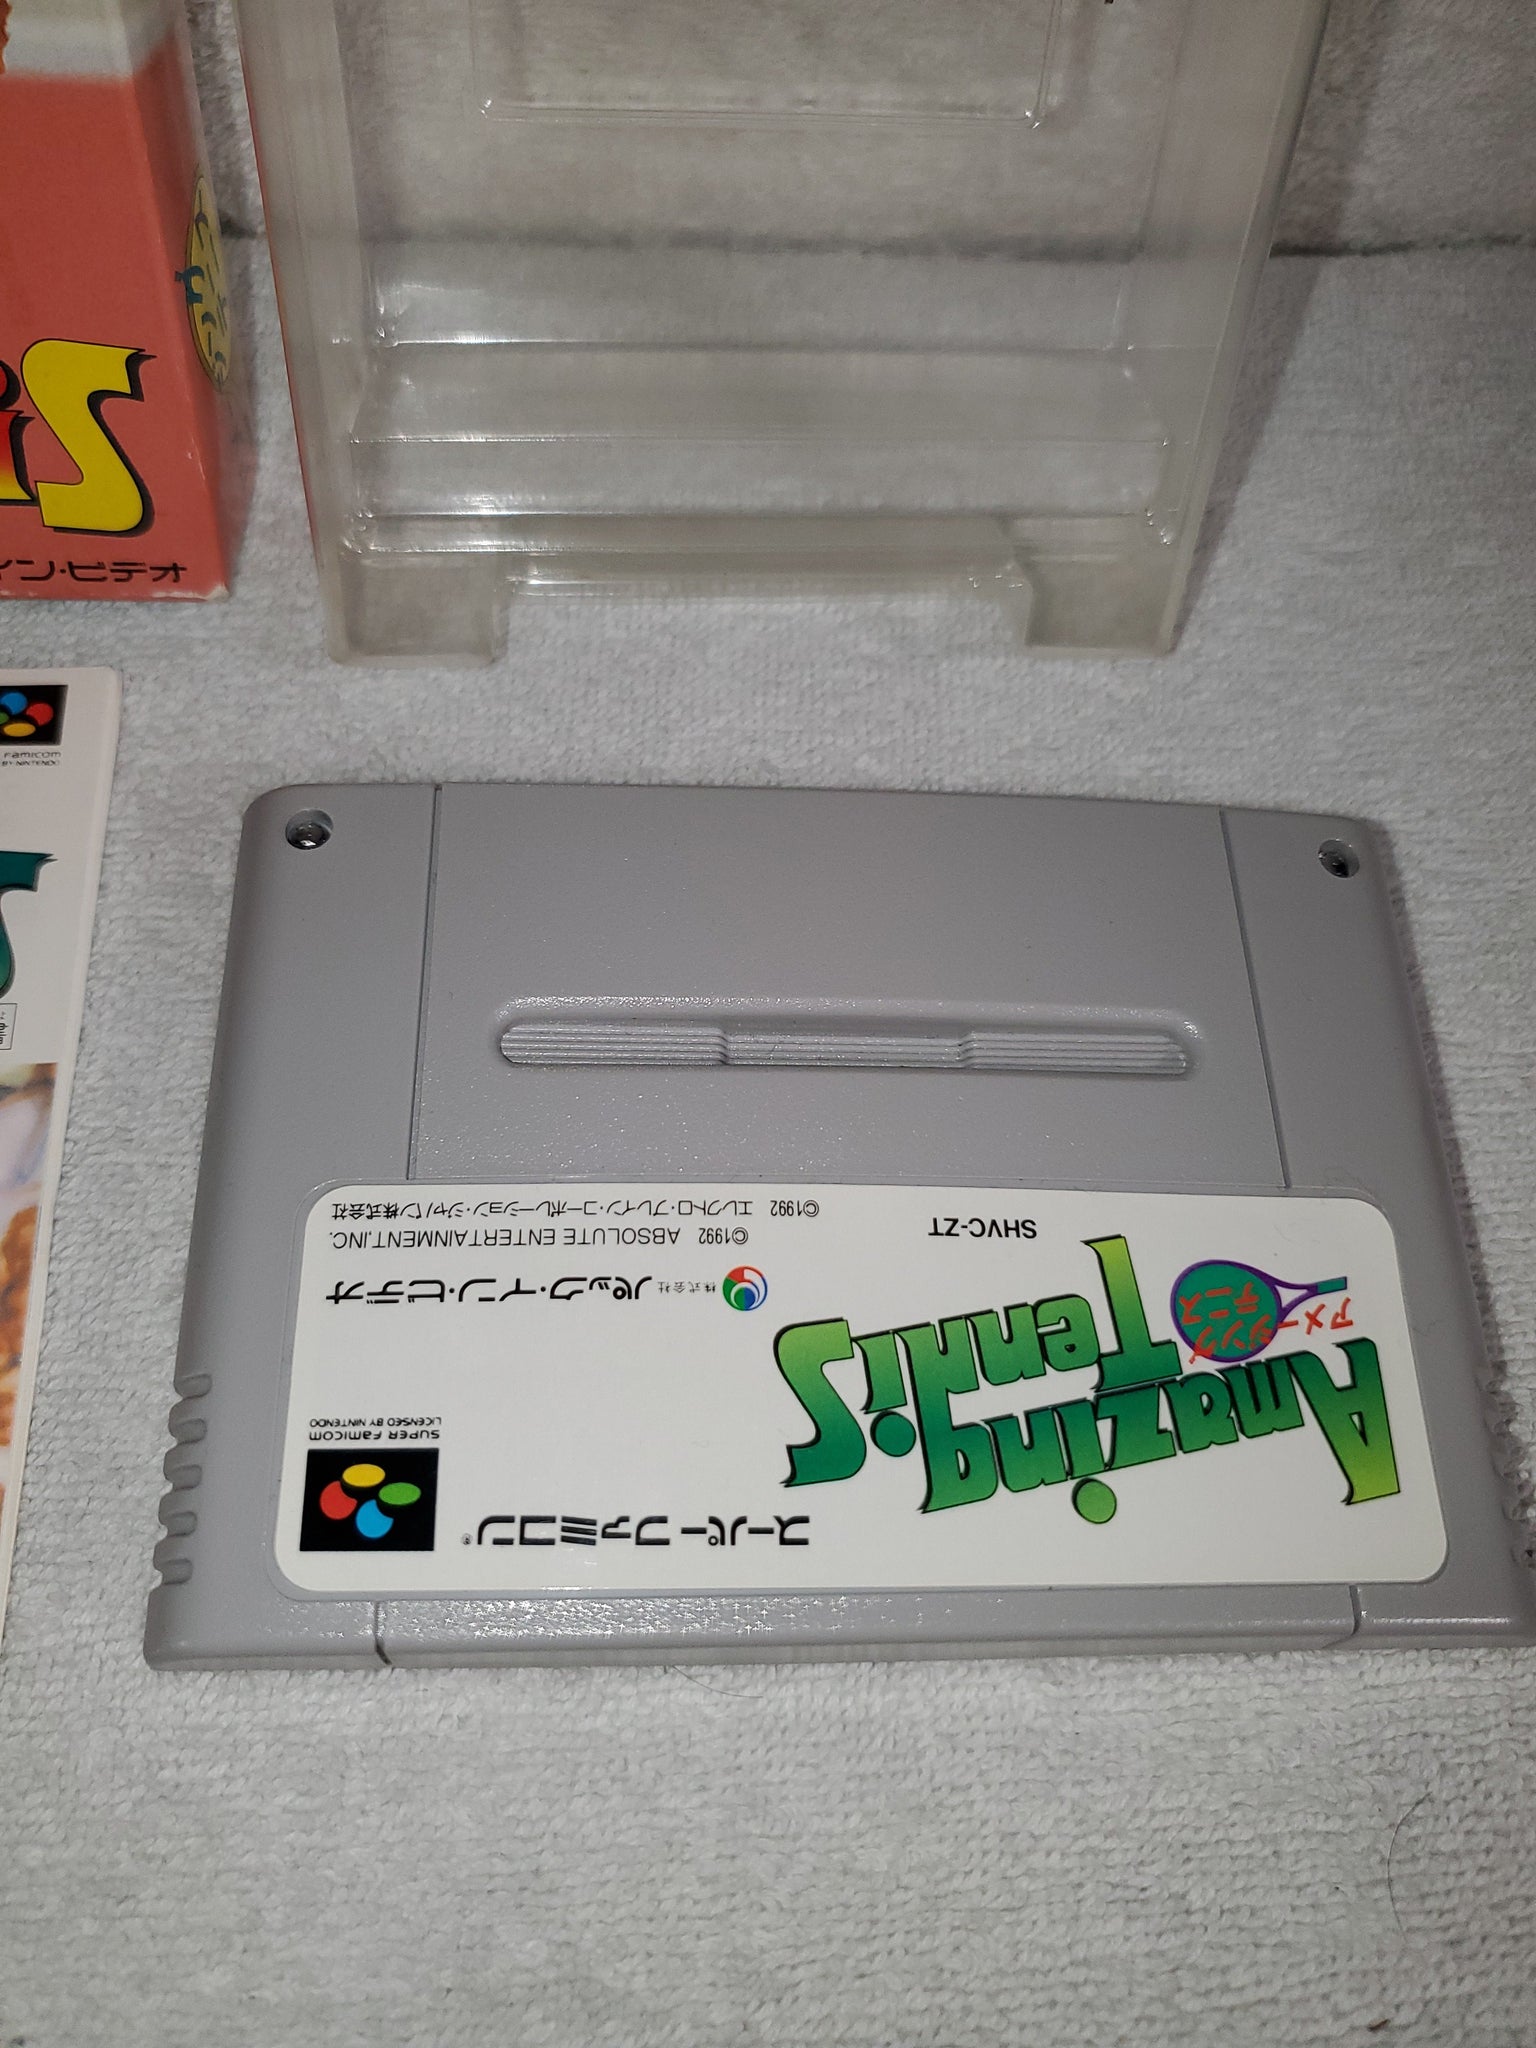 イン・ビデオ
Famicom
BY NINTENDO
スーパーファミコン®
SUPER FAMICOM
LICENSED BY NINTENDO
Amazing
Tennis
アメージング
テニス
SHVC-ZT
株式会社 パック・イン・ビデオ
©1992 ABSOLUTE ENTERTAINMENT,INC.
©1992 エレクトロ・ブレイン・コーポレーション・ジャパン株式会社